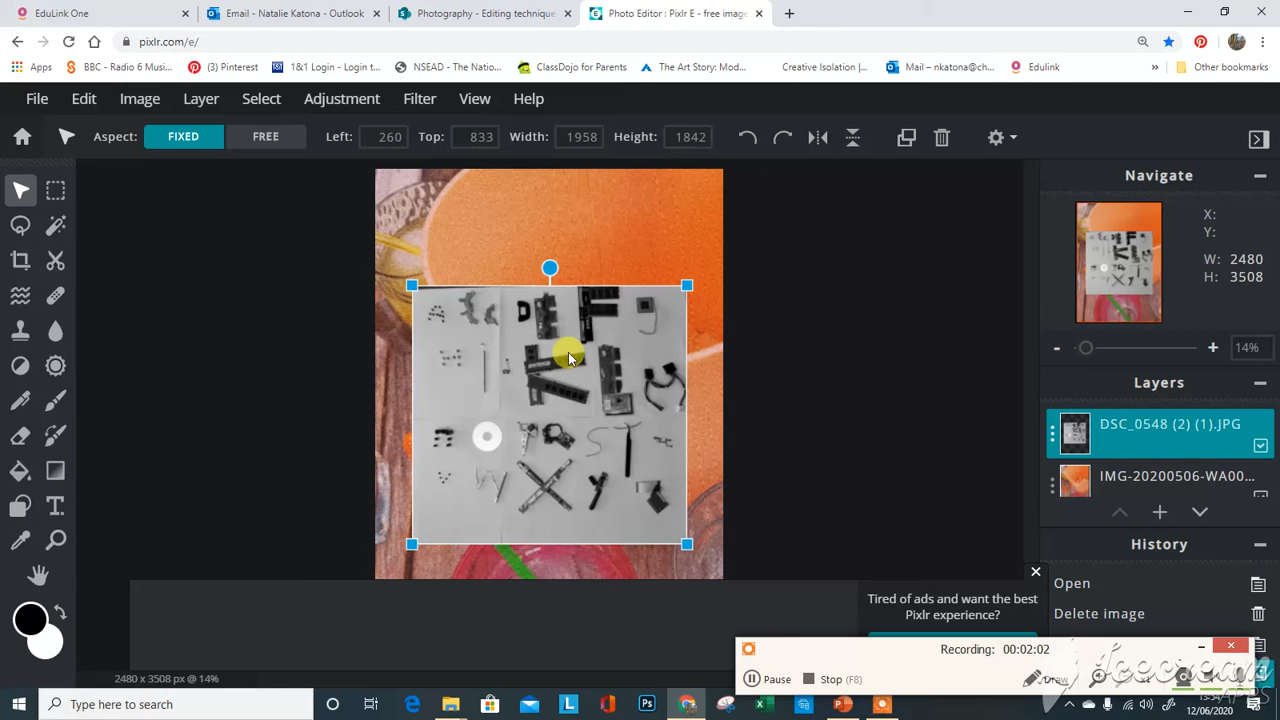 EduLink One
Email - Natalie Katona - Outlook
Photography - Editing technique
Photo Editor : Pixlr E - free imag
pixlr.com/e/
Apps
BBC - Radio 6 Musi...
(3) Pinterest
1&1 Login - Login t...
NSEAD - The Natio...
ClassDojo for Parents
The Art Story: Mod...
Creative Isolation |...
Mail – nkatona@ch...
Edulink
Other bookmarks
File Edit Image Layer Select Adjustment Filter View Help
Aspect: FIXED FREE Left: 260 Top: 833 Width: 1958 Height: 1842
Navigate
X:
Y:
W: 2480
H: 3508
14%
Layers
DSC_0548 (2) (1).JPG
IMG-20200506-WA00...
History
Open
Delete image
Tired of ads and want the best
Pixlr experience?
Recording: 00:02:02
Pause Stop (F8) Draw
Icecream
APPS
2480 x 3508 px @ 14%
Type here to search
12/06/2020